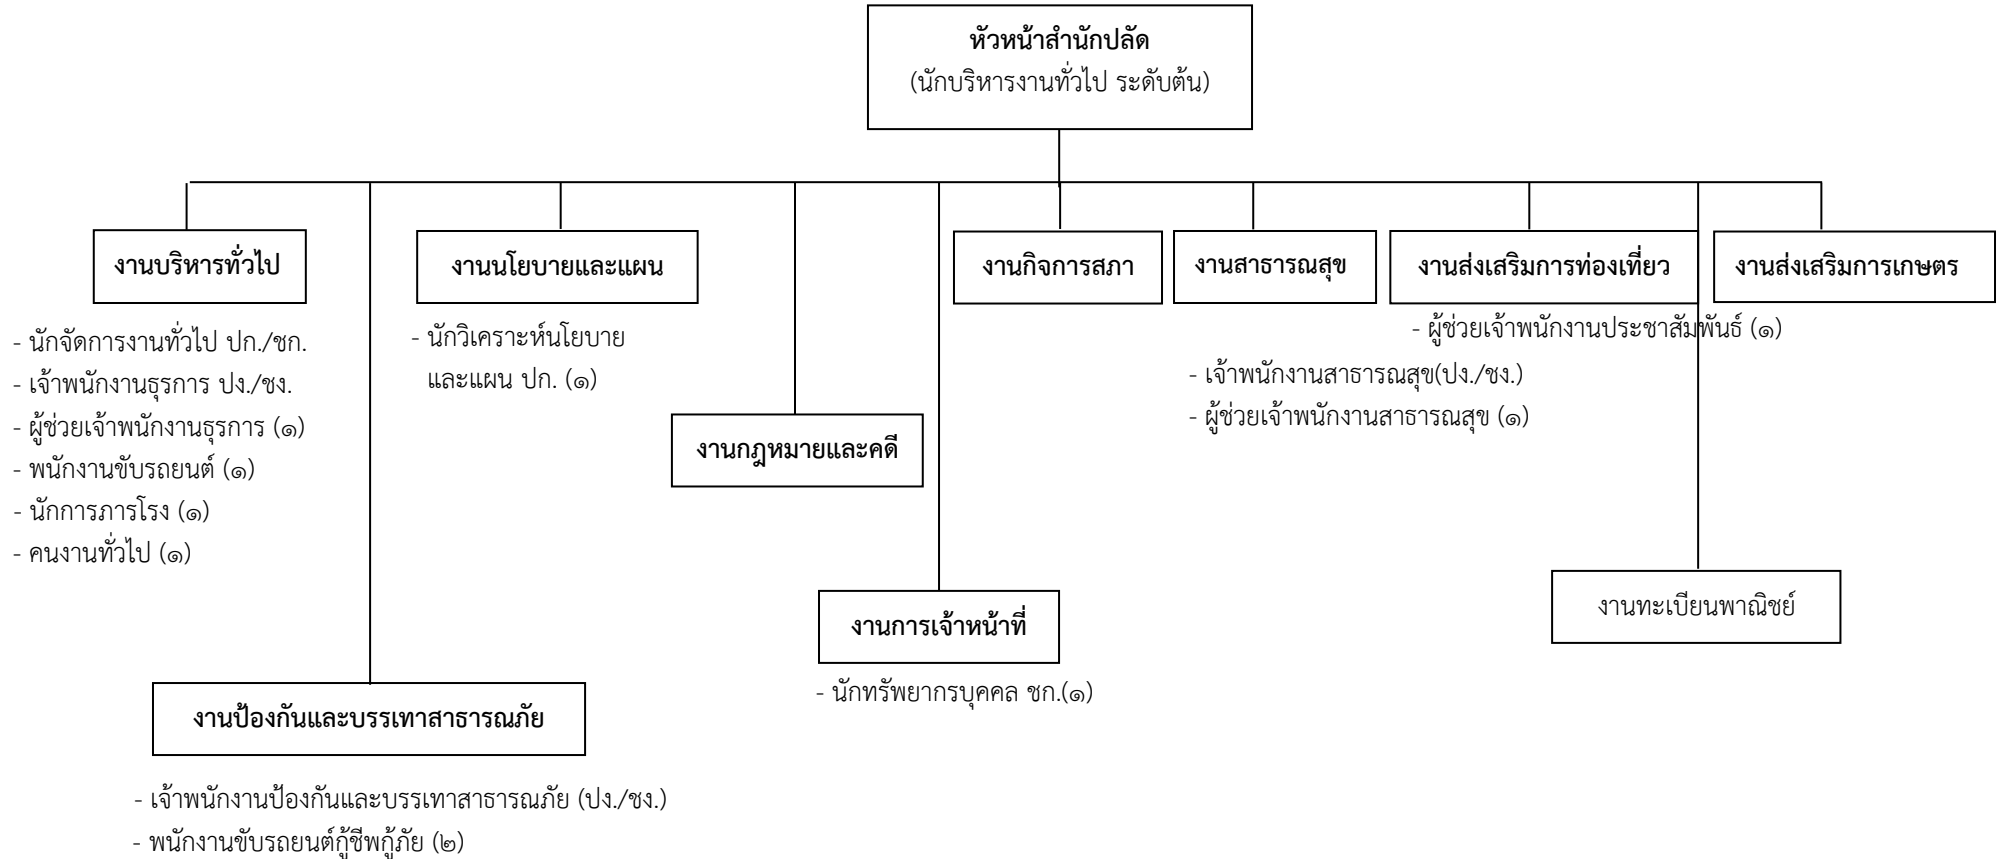 หัวหน้าสำนักปลัด
(นักบริหารงานทั่วไป ระดับต้น)
งานบริหารทั่วไป
- นักจัดการงานทั่วไป ปก./ชก.
- เจ้าพนักงานธุรการ ปง./ชง.
- ผู้ช่วยเจ้าพนักงานธุรการ (๑)
- พนักงานขับรถยนต์ (๑)
- นักการภารโรง (๑)
- คนงานทั่วไป (๑)
งานนโยบายและแผน
- นักวิเคราะห์นโยบาย
และแผน ปก. (๑)
งานกิจการสภา
งานสาธารณสุข
- เจ้าพนักงานสาธารณสุข(ปง./ชง.)
- ผู้ช่วยเจ้าพนักงานสาธารณสุข (๑)
งานส่งเสริมการท่องเที่ยว
- ผู้ช่วยเจ้าพนักงานประชาสัมพันธ์ (๑)
งานส่งเสริมการเกษตร
งานกฎหมายและคดี
งานการเจ้าหน้าที่
- นักทรัพยากรบุคคล ชก.(๑)
งานทะเบียนพาณิชย์
งานป้องกันและบรรเทาสาธารณภัย
- เจ้าพนักงานป้องกันและบรรเทาสาธารณภัย (ปง./ชง.)
- พนักงานขับรถยนต์กู้ชีพกู้ภัย (๒)